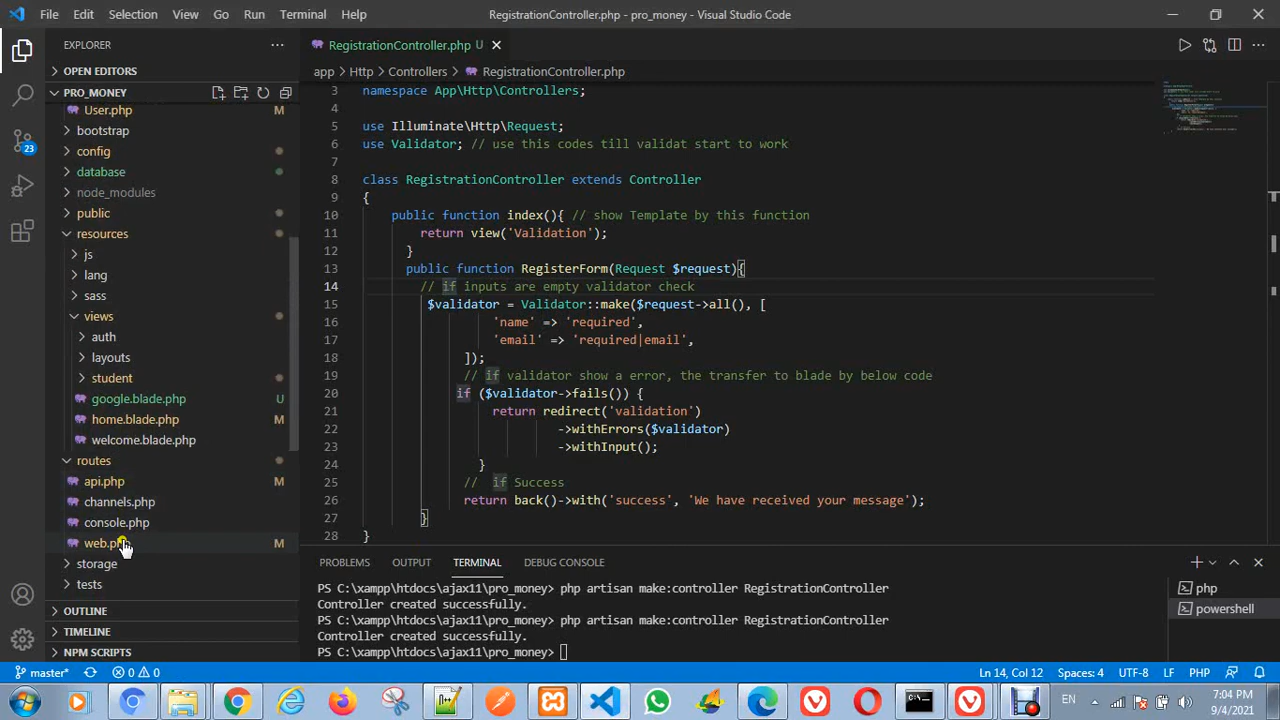 File Edit Selection View Go Run Terminal Help
RegistrationController.php - pro_money - Visual Studio Code
EXPLORER
OPEN EDITORS
PRO_MONEY
User.php M
bootstrap
config
database
node_modules
public
resources
js
lang
sass
views
auth
layouts
student
google.blade.php U
home.blade.php M
welcome.blade.php
routes
api.php M
channels.php
console.php
web.php M
storage
tests
OUTLINE
TIMELINE
NPM SCRIPTS
23
RegistrationController.php U
app > Http > Controllers > RegistrationController.php
3 namespace App\Http\Controllers;
4
5 use Illuminate\Http\Request;
6 use Validator; // use this codes till validat start to work
7
8 class RegistrationController extends Controller
9 {
10 public function index(){ // show Template by this function
11 return view('Validation');
12 }
13 public function RegisterForm(Request $request){
14 // if inputs are empty validator check
15 $validator = Validator::make($request->all(), [
16 'name' => 'required',
17 'email' => 'required|email',
18 ]);
19 // if validator show a error, the transfer to blade by below code
20 if ($validator->fails()) {
21 return redirect('validation')
22 ->withErrors($validator)
23 ->withInput();
24 }
25 // if Success
26 return back()->with('success', 'We have received your message');
27 }
28 }
PROBLEMS OUTPUT TERMINAL DEBUG CONSOLE
PS C:\xampp\htdocs\ajax11\pro_money> php artisan make:controller RegistrationController
Controller created successfully.
PS C:\xampp\htdocs\ajax11\pro_money> php artisan make:controller RegistrationController
Controller created successfully.
PS C:\xampp\htdocs\ajax11\pro_money>
php
powershell
master* 0 0 Ln 14, Col 12 Spaces: 4 UTF-8 LF PHP
EN
7:04 PM
9/4/2021